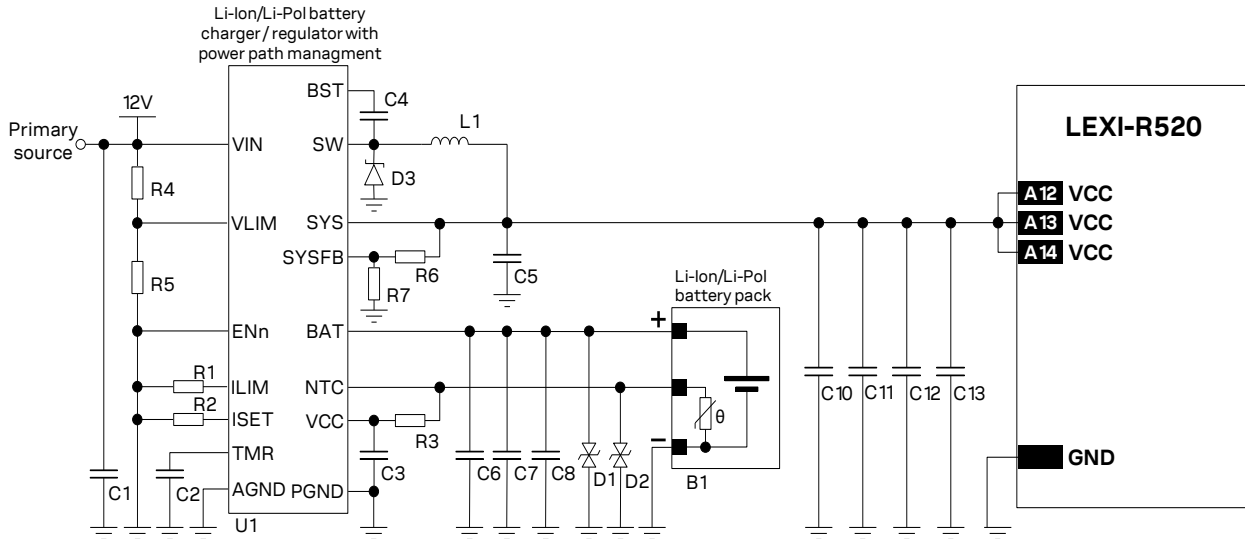 Li-Ion/Li-Pol battery
charger / regulator with
power path managment
12V
Primary
source
BST
C4
L1
LEXI-R520
VIN
SW
R4
D3
A12 VCC
VLIM
SYS
A13 VCC
SYSFB
R6
C5
A14 VCC
R5
R7
Li-Ion/Li-Pol
battery pack
ENn
BAT
+
R1
ILIM
NTC
C10
C11
C12
C13
R2
ISET
VCC
R3
θ
TMR
–
GND
C1
C2
AGND
PGND
C3
C6
C7
C8
D1
D2
B1
U1